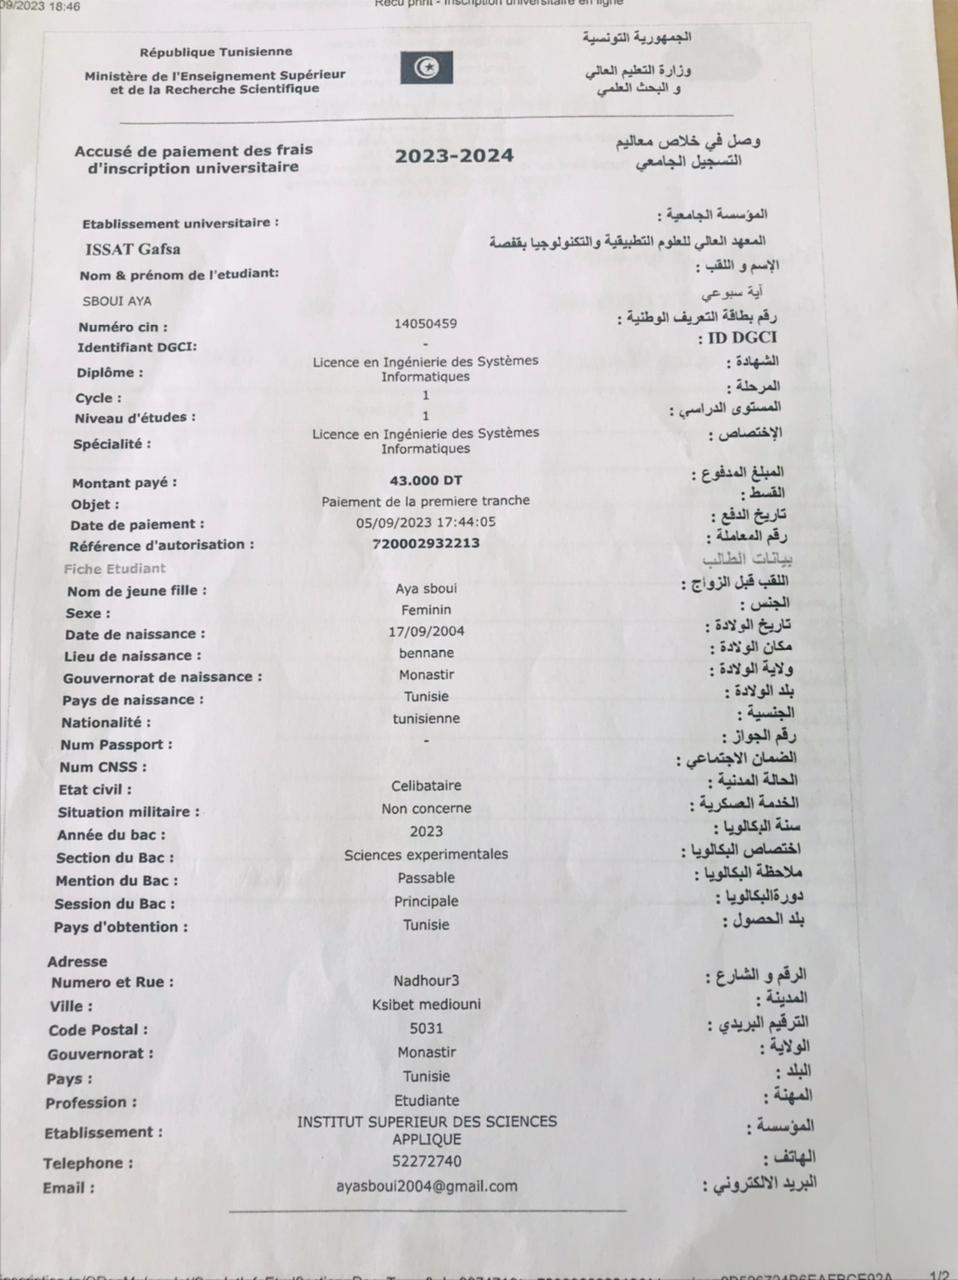 09/2023 18:46
Recu print - Inscription universitaire en ligne
République Tunisienne
Ministère de l'Enseignement Supérieur
et de la Recherche Scientifique
الجمهورية التونسية
وزارة التعليم العالي
و البحث العلمي
Accusé de paiement des frais
d'inscription universitaire
2023-2024
وصل في خلاص معاليم
التسجيل الجامعي
Etablissement universitaire : المؤسسة الجامعية :
ISSAT Gafsa المعهد العالي للعلوم التطبيقية والتكنولوجيا بقفصة
Nom & prénom de l'etudiant: الإسم و اللقب :
SBOUI AYA آية سبوعي
Numéro cin : 14050459 رقم بطاقة التعريف الوطنية :
Identifiant DGCI: - ID DGCI :
Diplôme : Licence en Ingénierie des Systèmes الشهادة :
Informatiques
Cycle : 1 المرحلة :
Niveau d'études : 1 المستوى الدراسي :
Spécialité : Licence en Ingénierie des Systèmes الإختصاص :
Informatiques
Montant payé : 43.000 DT المبلغ المدفوع :
Objet : Paiement de la premiere tranche القسط :
Date de paiement : 05/09/2023 17:44:05 تاريخ الدفع :
Référence d'autorisation : 720002932213 رقم المعاملة :
Fiche Etudiant بيانات الطالب
Nom de jeune fille : Aya sboui اللقب قبل الزواج :
Sexe : Feminin الجنس :
Date de naissance : 17/09/2004 تاريخ الولادة :
Lieu de naissance : bennane مكان الولادة :
Gouvernorat de naissance : Monastir ولاية الولادة :
Pays de naissance : Tunisie بلد الولادة :
Nationalité : tunisienne الجنسية :
Num Passport : - رقم الجواز :
Num CNSS : الضمان الاجتماعي :
Etat civil : Celibataire الحالة المدنية :
Situation militaire : Non concerne الخدمة العسكرية :
Année du bac : 2023 سنة البكالويا :
Section du Bac : Sciences experimentales اختصاص البكالويا :
Mention du Bac : Passable ملاحظة البكالويا :
Session du Bac : Principale دورةالبكالويا :
Pays d'obtention : Tunisie بلد الحصول :
Adresse
Numero et Rue : Nadhour3 الرقم و الشارع :
Ville : Ksibet mediouni المدينة :
Code Postal : 5031 الترقيم البريدي :
Gouvernorat : Monastir الولاية :
Pays : Tunisie البلد :
Profession : Etudiante المهنة :
Etablissement : INSTITUT SUPERIEUR DES SCIENCES المؤسسة :
APPLIQUE
Telephone : 52272740 الهاتف :
Email : ayasboui2004@gmail.com البريد الالكتروني :
1/2